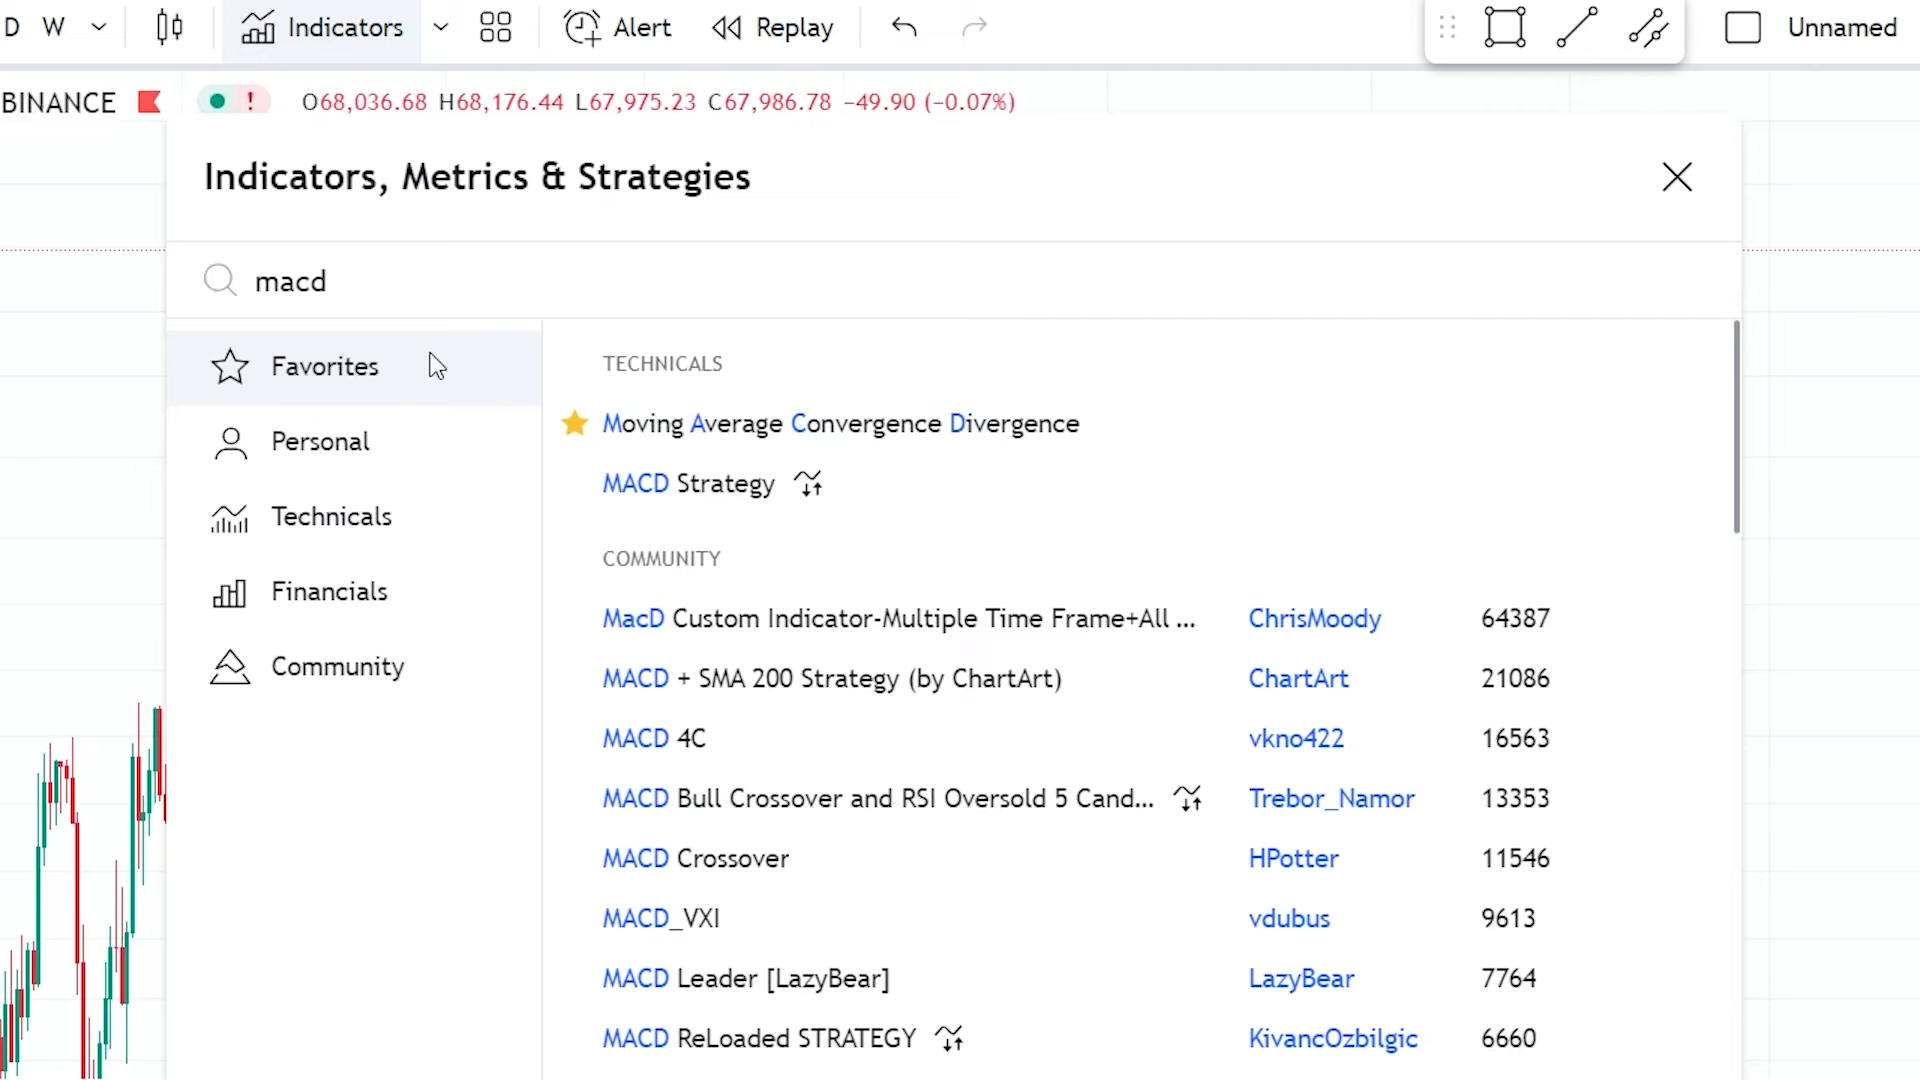 D W Indicators Alert Replay Unnamed
BINANCE ! O68,036.68 H68,176.44 L67,975.23 C67,986.78 −49.90 (−0.07%)
Indicators, Metrics & Strategies
macd
Favorites
Personal
Technicals
Financials
Community
TECHNICALS
Moving Average Convergence Divergence
MACD Strategy
COMMUNITY
MacD Custom Indicator-Multiple Time Frame+All ... ChrisMoody 64387
MACD + SMA 200 Strategy (by ChartArt) ChartArt 21086
MACD 4C vkno422 16563
MACD Bull Crossover and RSI Oversold 5 Cand... Trebor_Namor 13353
MACD Crossover HPotter 11546
MACD_VXI vdubus 9613
MACD Leader [LazyBear] LazyBear 7764
MACD ReLoaded STRATEGY KivancOzbilgic 6660